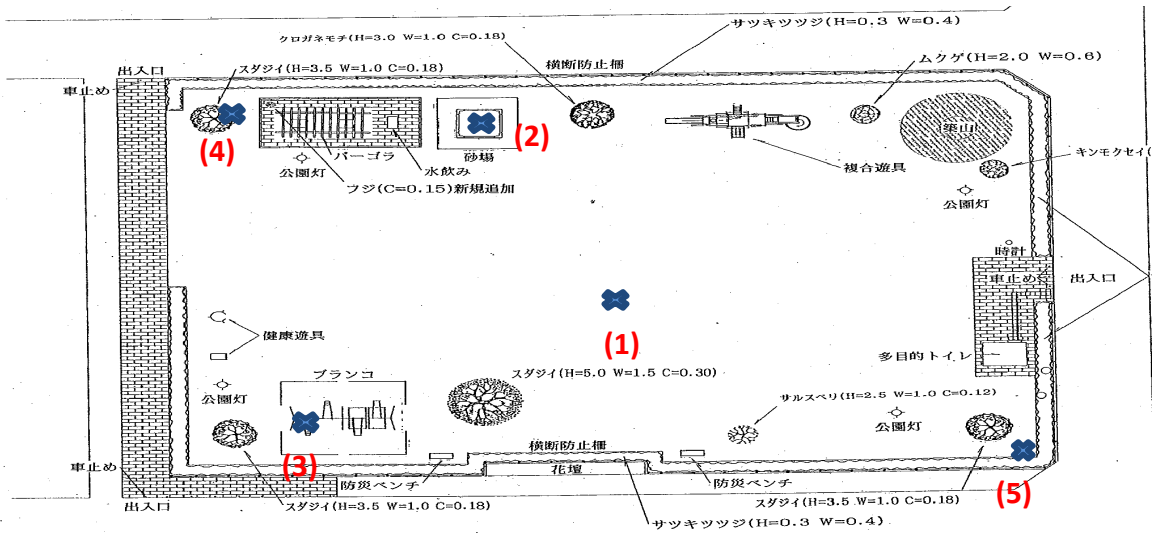 サツキツツジ(H=0.3 W=0.4)
クロガネモチ(H=3.0 W=1.0 C=0.18)
出入口
スダジイ(H=3.5 W=1.0 C=0.18)
横断防止柵
ムクゲ(H=2.0 W=0.6)
車止め
(4)
(2)
築山
パーゴラ
水飲み
砂場
公園灯
複合遊具
キンモクセイ(
フジ(C=0.15)新規追加
公園灯
時計
車止め
出入口
健康遊具
(1)
多目的トイレ
ブランコ
スダジイ(H=5.0 W=1.5 C=0.30)
公園灯
サルスベリ(H=2.5 W=1.0 C=0.12)
公園灯
横断防止柵
車止め
(3)
花壇
防災ベンチ
防災ベンチ
(5)
出入口
スダジイ(H=3.5 W=1.0 C=0.18)
スダジイ(H=3.5 W=1.0 C=0.18)
サツキツツジ(H=0.3 W=0.4)